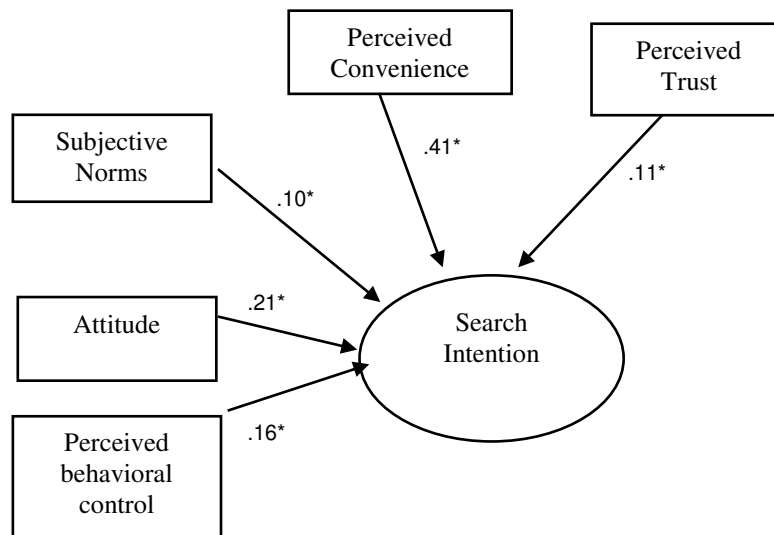 Perceived
Convenience
Perceived
Trust
Subjective
Norms
.41*
.11*
.10*
Attitude
.21*
Search
Intention
Perceived
behavioral
control
.16*